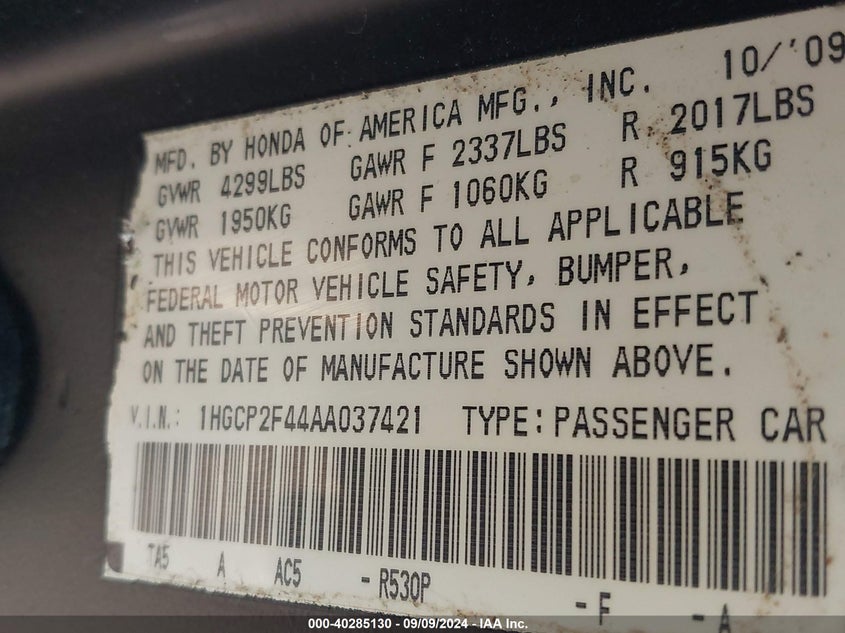 10/'09
MFD. BY HONDA OF AMERICA MFG., INC.
GVWR 4299LBS GAWR F 2337LBS R 2017LBS
GVWR 1950KG GAWR F 1060KG R 915KG
THIS VEHICLE CONFORMS TO ALL APPLICABLE
FEDERAL MOTOR VEHICLE SAFETY, BUMPER,
AND THEFT PREVENTION STANDARDS IN EFFECT
ON THE DATE OF MANUFACTURE SHOWN ABOVE.
V.I.N.: 1HGCP2F44AA037421 TYPE: PASSENGER CAR
TA5 A AC5 - R530P - F - A
000-40285130 - 09/09/2024 - IAA Inc.